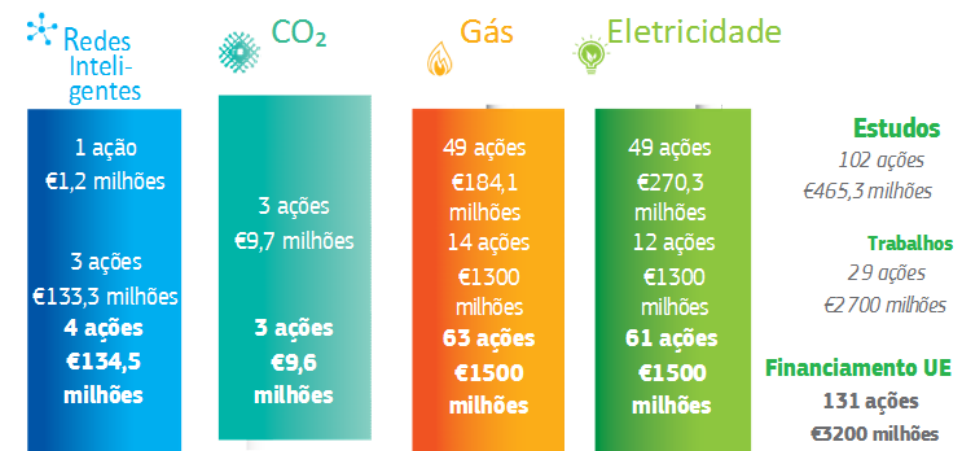 Redes
Inteli-
gentes
1 ação
€1,2 milhões
3 ações
€133,3 milhões
4 ações
€134,5
milhões
CO₂
3 ações
€9,7 milhões
3 ações
€9,6
milhões
Gás
49 ações
€184,1
milhões
14 ações
€1300
milhões
63 ações
€1500
milhões
Eletricidade
49 ações
€270,3
milhões
12 ações
€1300
milhões
61 ações
€1500
milhões
Estudos
102 ações
€465,3 milhões
Trabalhos
29 ações
€2 700 milhões
Financiamento UE
131 ações
€3200 milhões